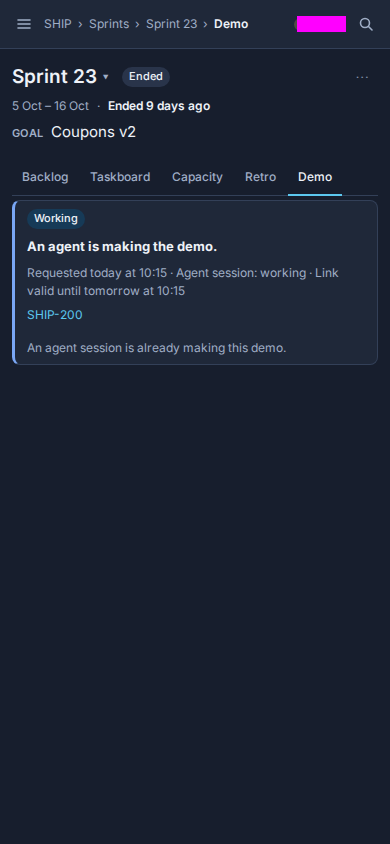 SHIP › Sprints › Sprint 23 › Demo
Sprint 23 ▾ Ended ...
5 Oct – 16 Oct · Ended 9 days ago
GOAL Coupons v2
Backlog Taskboard Capacity Retro Demo
Working
An agent is making the demo.
Requested today at 10:15 · Agent session: working · Link
valid until tomorrow at 10:15
SHIP-200
An agent session is already making this demo.